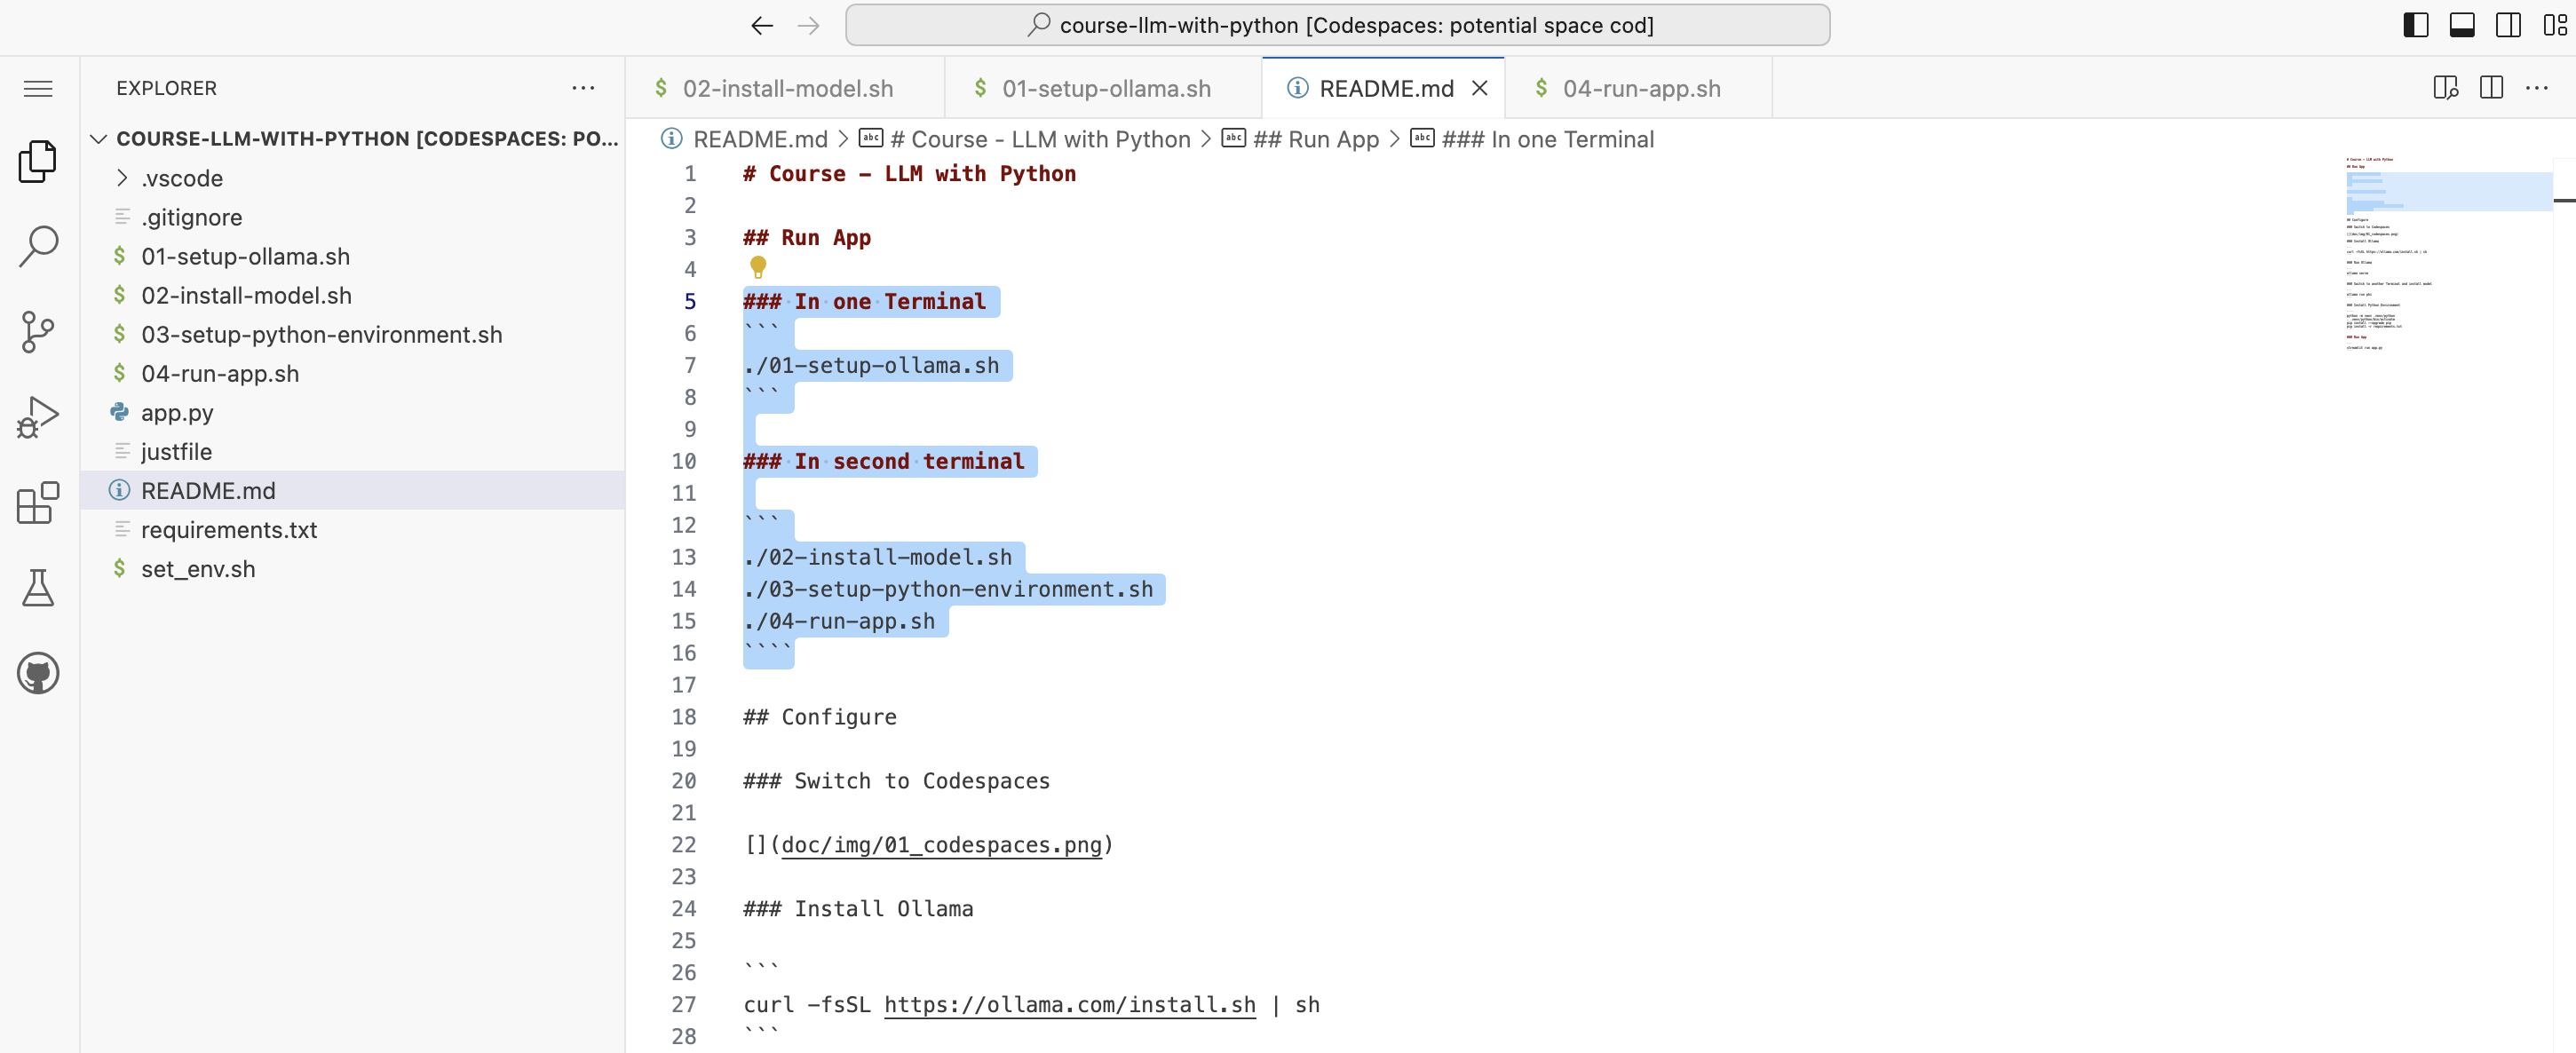 course-llm-with-python [Codespaces: potential space cod]
EXPLORER
COURSE-LLM-WITH-PYTHON [CODESPACES: PO...
.vscode
.gitignore
$ 01-setup-ollama.sh
$ 02-install-model.sh
$ 03-setup-python-environment.sh
$ 04-run-app.sh
app.py
justfile
README.md
requirements.txt
$ set_env.sh
$ 02-install-model.sh
$ 01-setup-ollama.sh
README.md
$ 04-run-app.sh
README.md > abc # Course - LLM with Python > abc ## Run App > abc ### In one Terminal
1 # Course - LLM with Python
2
3 ## Run App
4
5 ### In one Terminal
6 ```
7 ./01-setup-ollama.sh
8 ```
9
10 ### In second terminal
11
12 ```
13 ./02-install-model.sh
14 ./03-setup-python-environment.sh
15 ./04-run-app.sh
16 ````
17
18 ## Configure
19
20 ### Switch to Codespaces
21
22 [](doc/img/01_codespaces.png)
23
24 ### Install Ollama
25
26 ```
27 curl -fsSL https://ollama.com/install.sh | sh
28 ```